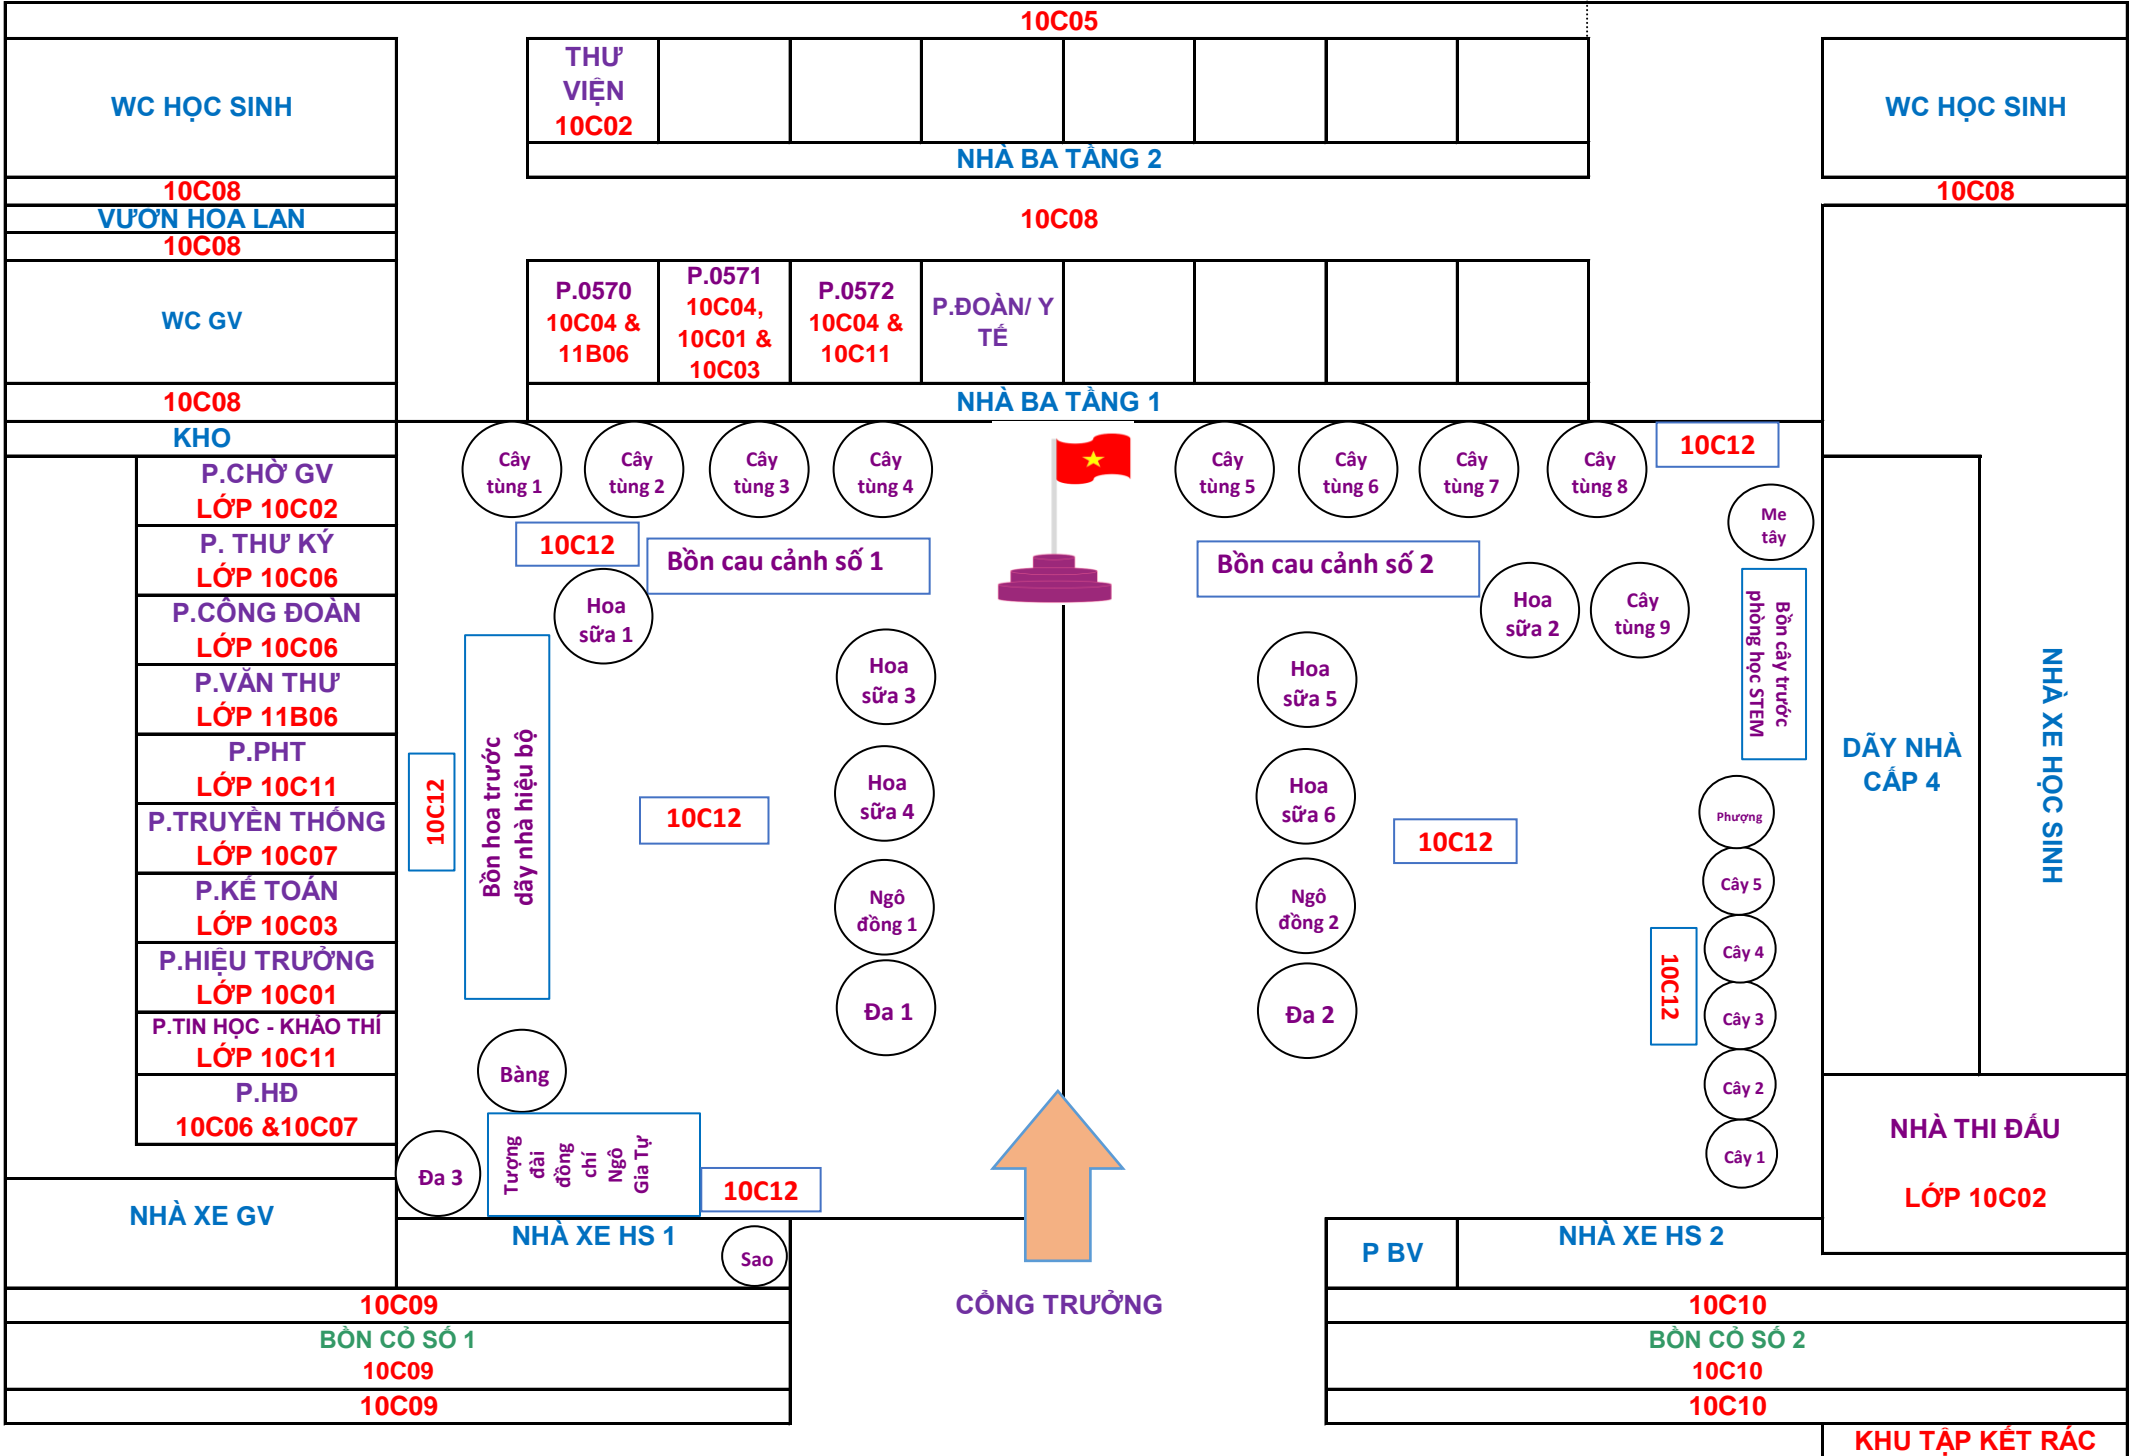 10C05
THƯ
VIỆN
10C02
WC HỌC SINH
WC HỌC SINH
NHÀ BA TẦNG 2
10C08
10C08
VƯỜN HOA LAN
10C08
10C08
P.0570
10C04 &
11B06
P.0571
10C04,
10C01 &
10C03
P.0572
10C04 &
10C11
P.ĐOÀN/ Y
TẾ
WC GV
10C08
NHÀ BA TẦNG 1
KHO
P.CHỜ GV
LỚP 10C02
P. THƯ KÝ
LỚP 10C06
P.CÔNG ĐOÀN
LỚP 10C06
P.VĂN THƯ
LỚP 11B06
P.PHT
LỚP 10C11
P.TRUYỀN THỐNG
LỚP 10C07
P.KẾ TOÁN
LỚP 10C03
P.HIỆU TRƯỞNG
LỚP 10C01
P.TIN HỌC - KHẢO THÍ
LỚP 10C11
P.HĐ
10C06 &10C07
Cây
tùng 1
Cây
tùng 2
Cây
tùng 3
Cây
tùng 4
Cây
tùng 5
Cây
tùng 6
Cây
tùng 7
Cây
tùng 8
10C12
Me
tây
10C12
Bồn cau cảnh số 1
Bồn cau cảnh số 2
Hoa
sữa 1
Hoa
sữa 2
Cây
tùng 9
Bồn cây trước
phòng học STEM
Hoa
sữa 3
Hoa
sữa 5
10C12
Bồn hoa trước
dãy nhà hiệu bộ
10C12
Hoa
sữa 4
Hoa
sữa 6
10C12
Phượng
Cây 5
Cây 4
Cây 3
Cây 2
Cây 1
10C12
Ngô
đồng 1
Ngô
đồng 2
Đa 1
Đa 2
Bàng
Đa 3
Tượng
đài
đồng
chí
Ngô
Gia Tự
10C12
DÃY NHÀ
CẤP 4
NHÀ XE HỌC SINH
NHÀ THI ĐẤU
LỚP 10C02
NHÀ XE GV
NHÀ XE HS 1
Sao
P BV
NHÀ XE HS 2
CỔNG TRƯỞNG
10C09
BỒN CỎ SỐ 1
10C09
10C09
10C10
BỒN CỎ SỐ 2
10C10
10C10
KHU TẬP KẾT RÁC